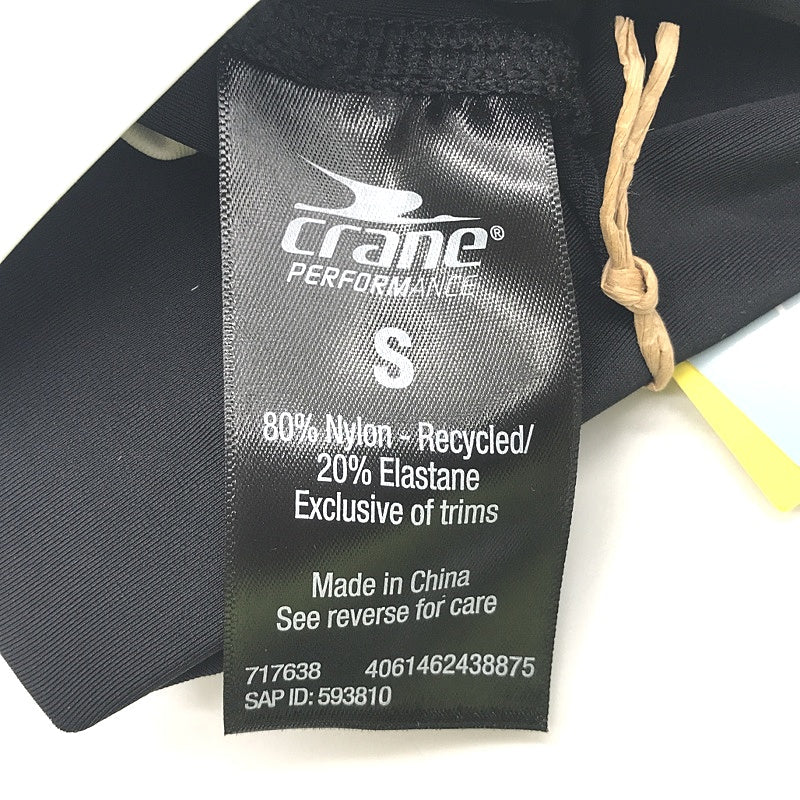 crane®
PERFORMANCE
S
80% Nylon - Recycled/
20% Elastane
Exclusive of trims
Made in China
See reverse for care
717638 4061462438875
SAP ID: 593810